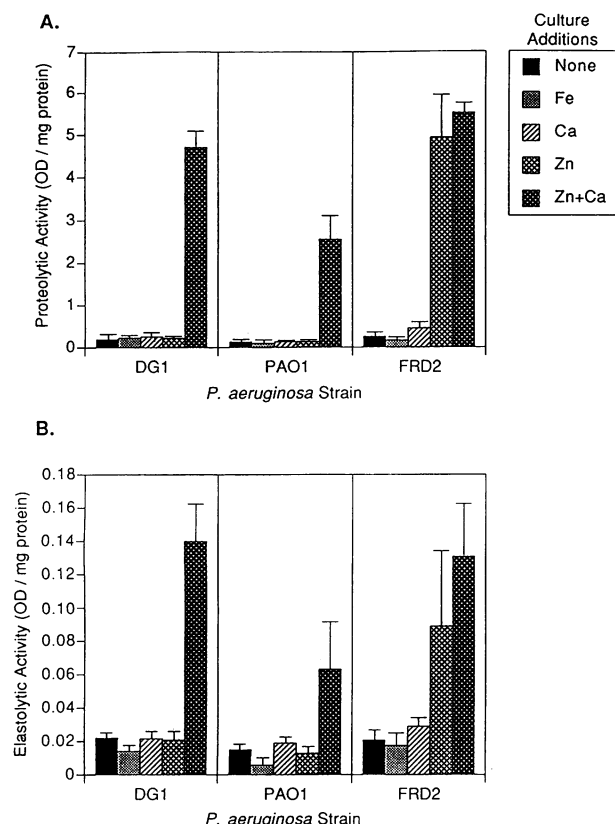 A.
Culture
Additions
None
Fe
Ca
Zn
Zn+Ca
Proteolytic Activity (OD / mg protein)
7
6
5
4
3
2
1
0
DG1 PAO1 FRD2
P. aeruginosa Strain
B.
Elastolytic Activity (OD / mg protein)
0.18
0.16
0.14
0.12
0.10
0.08
0.06
0.04
0.02
0
DG1 PAO1 FRD2
P. aeruginosa Strain